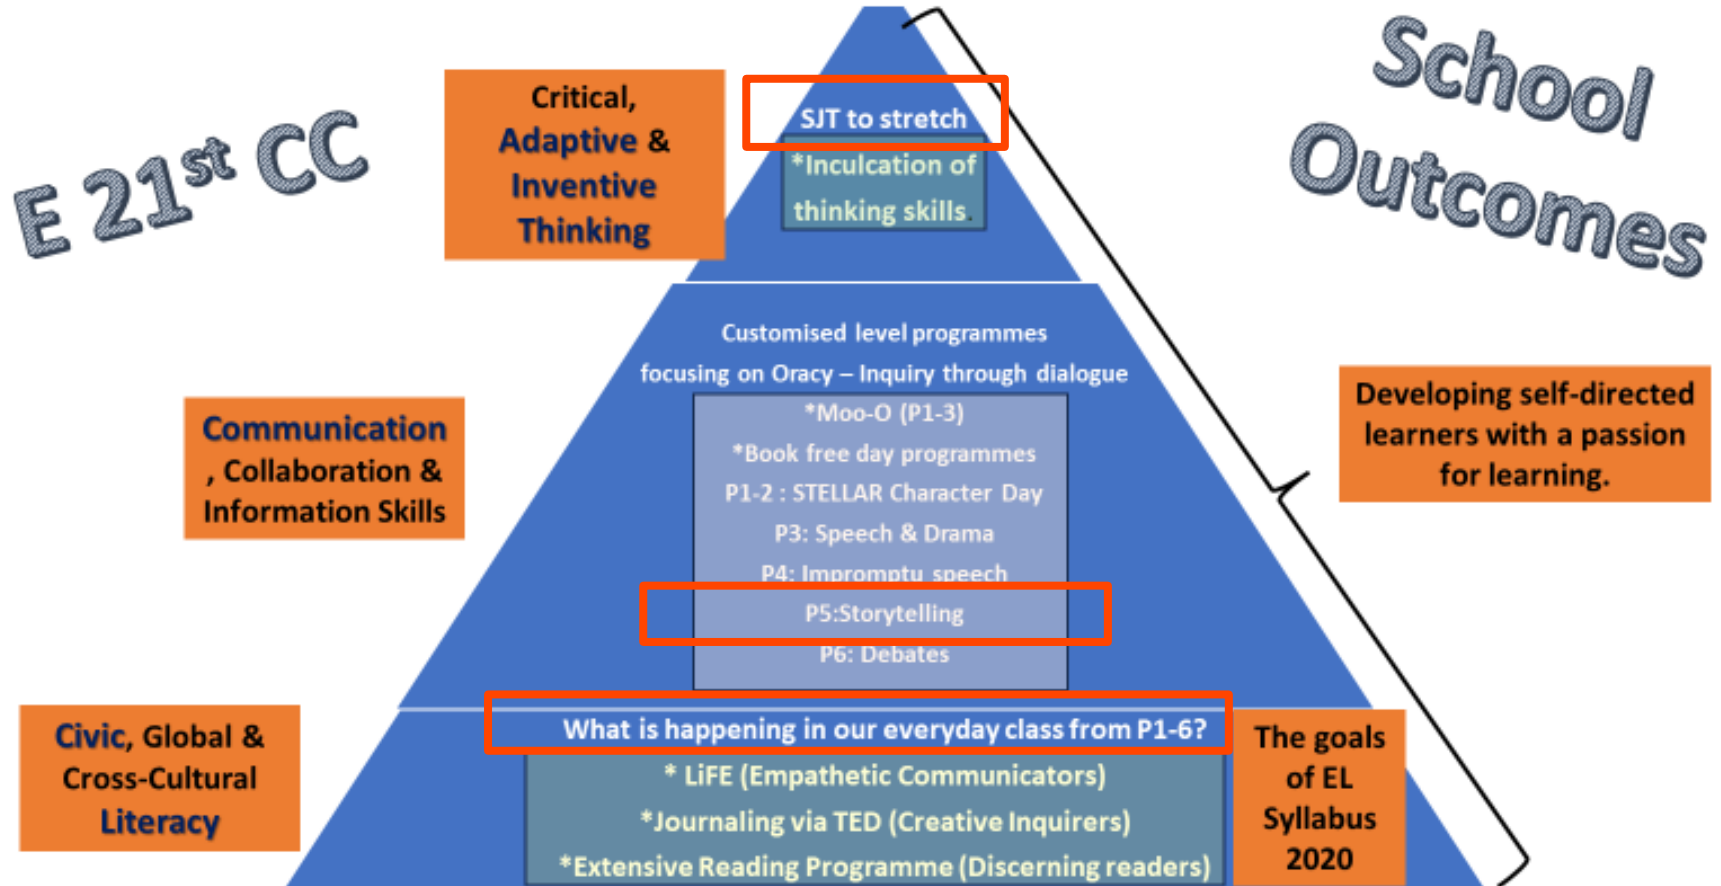 E 21st CC
School
Outcomes
Critical,
Adaptive &
Inventive
Thinking
SJT to stretch
*Inculcation of
thinking skills.
Customised level programmes
focusing on Oracy – Inquiry through dialogue
*Moo-O (P1-3)
*Book free day programmes
P1-2 : STELLAR Character Day
P3: Speech & Drama
P4: Impromptu speech
P5:Storytelling
P6: Debates
Communication
, Collaboration &
Information Skills
Developing self-directed
learners with a passion
for learning.
Civic, Global &
Cross-Cultural
Literacy
What is happening in our everyday class from P1-6?
* LiFE (Empathetic Communicators)
*Journaling via TED (Creative Inquirers)
*Extensive Reading Programme (Discerning readers)
The goals
of EL
Syllabus
2020